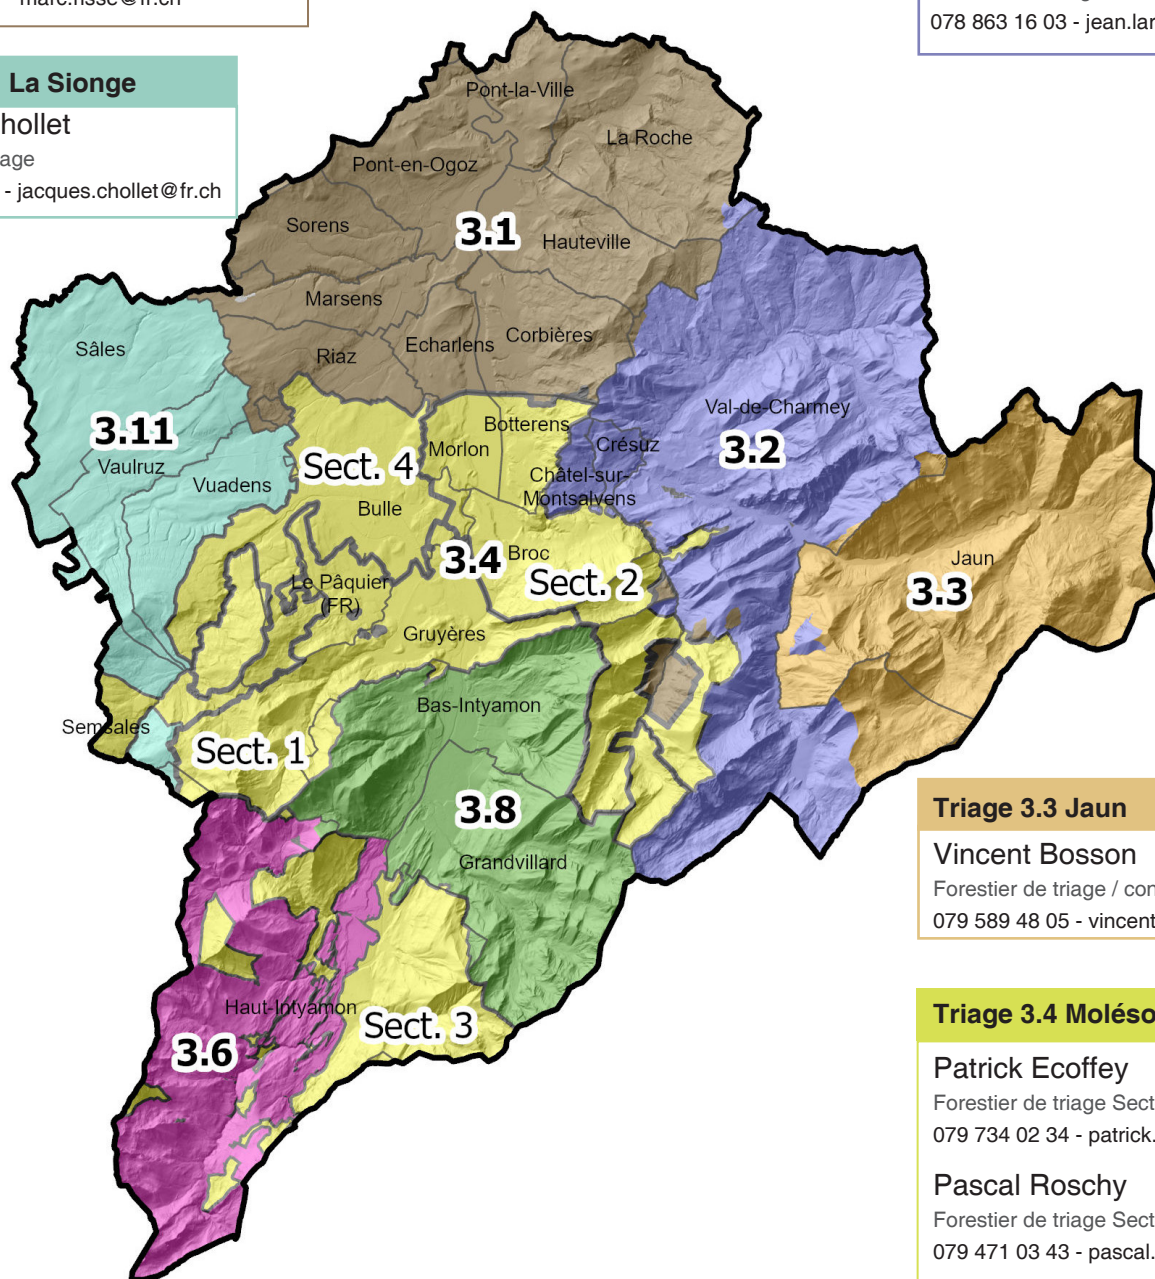 078 863 16 03 - jean.lar
La Sionge
hollet
age
- jacques.chollet@fr.ch
Pont-la-Ville
La Roche
Pont-en-Ogoz
Sorens
3.1
Hauteville
Marsens
Corbières
Echarlens
Riaz
Sâles
Val-de-Charmey
Botterens
3.11
Crésuz
3.2
Morlon
Sect. 4
Vaulruz
Châtel-sur-
Montsalvens
Vuadens
Bulle
Broc
3.4
Jaun
Sect. 2
Le Pâquier
(FR)
3.3
Gruyères
Bas-Intyamon
Semsales
Sect. 1
3.8
Grandvillard
Triage 3.3 Jaun
Vincent Bosson
Forestier de triage / con
079 589 48 05 - vincent
Haut-Intyamon
Sect. 3
3.6
Triage 3.4 Moléso
Patrick Ecoffey
Forestier de triage Sect
079 734 02 34 - patrick.
Pascal Roschy
Forestier de triage Sect
079 471 03 43 - pascal.